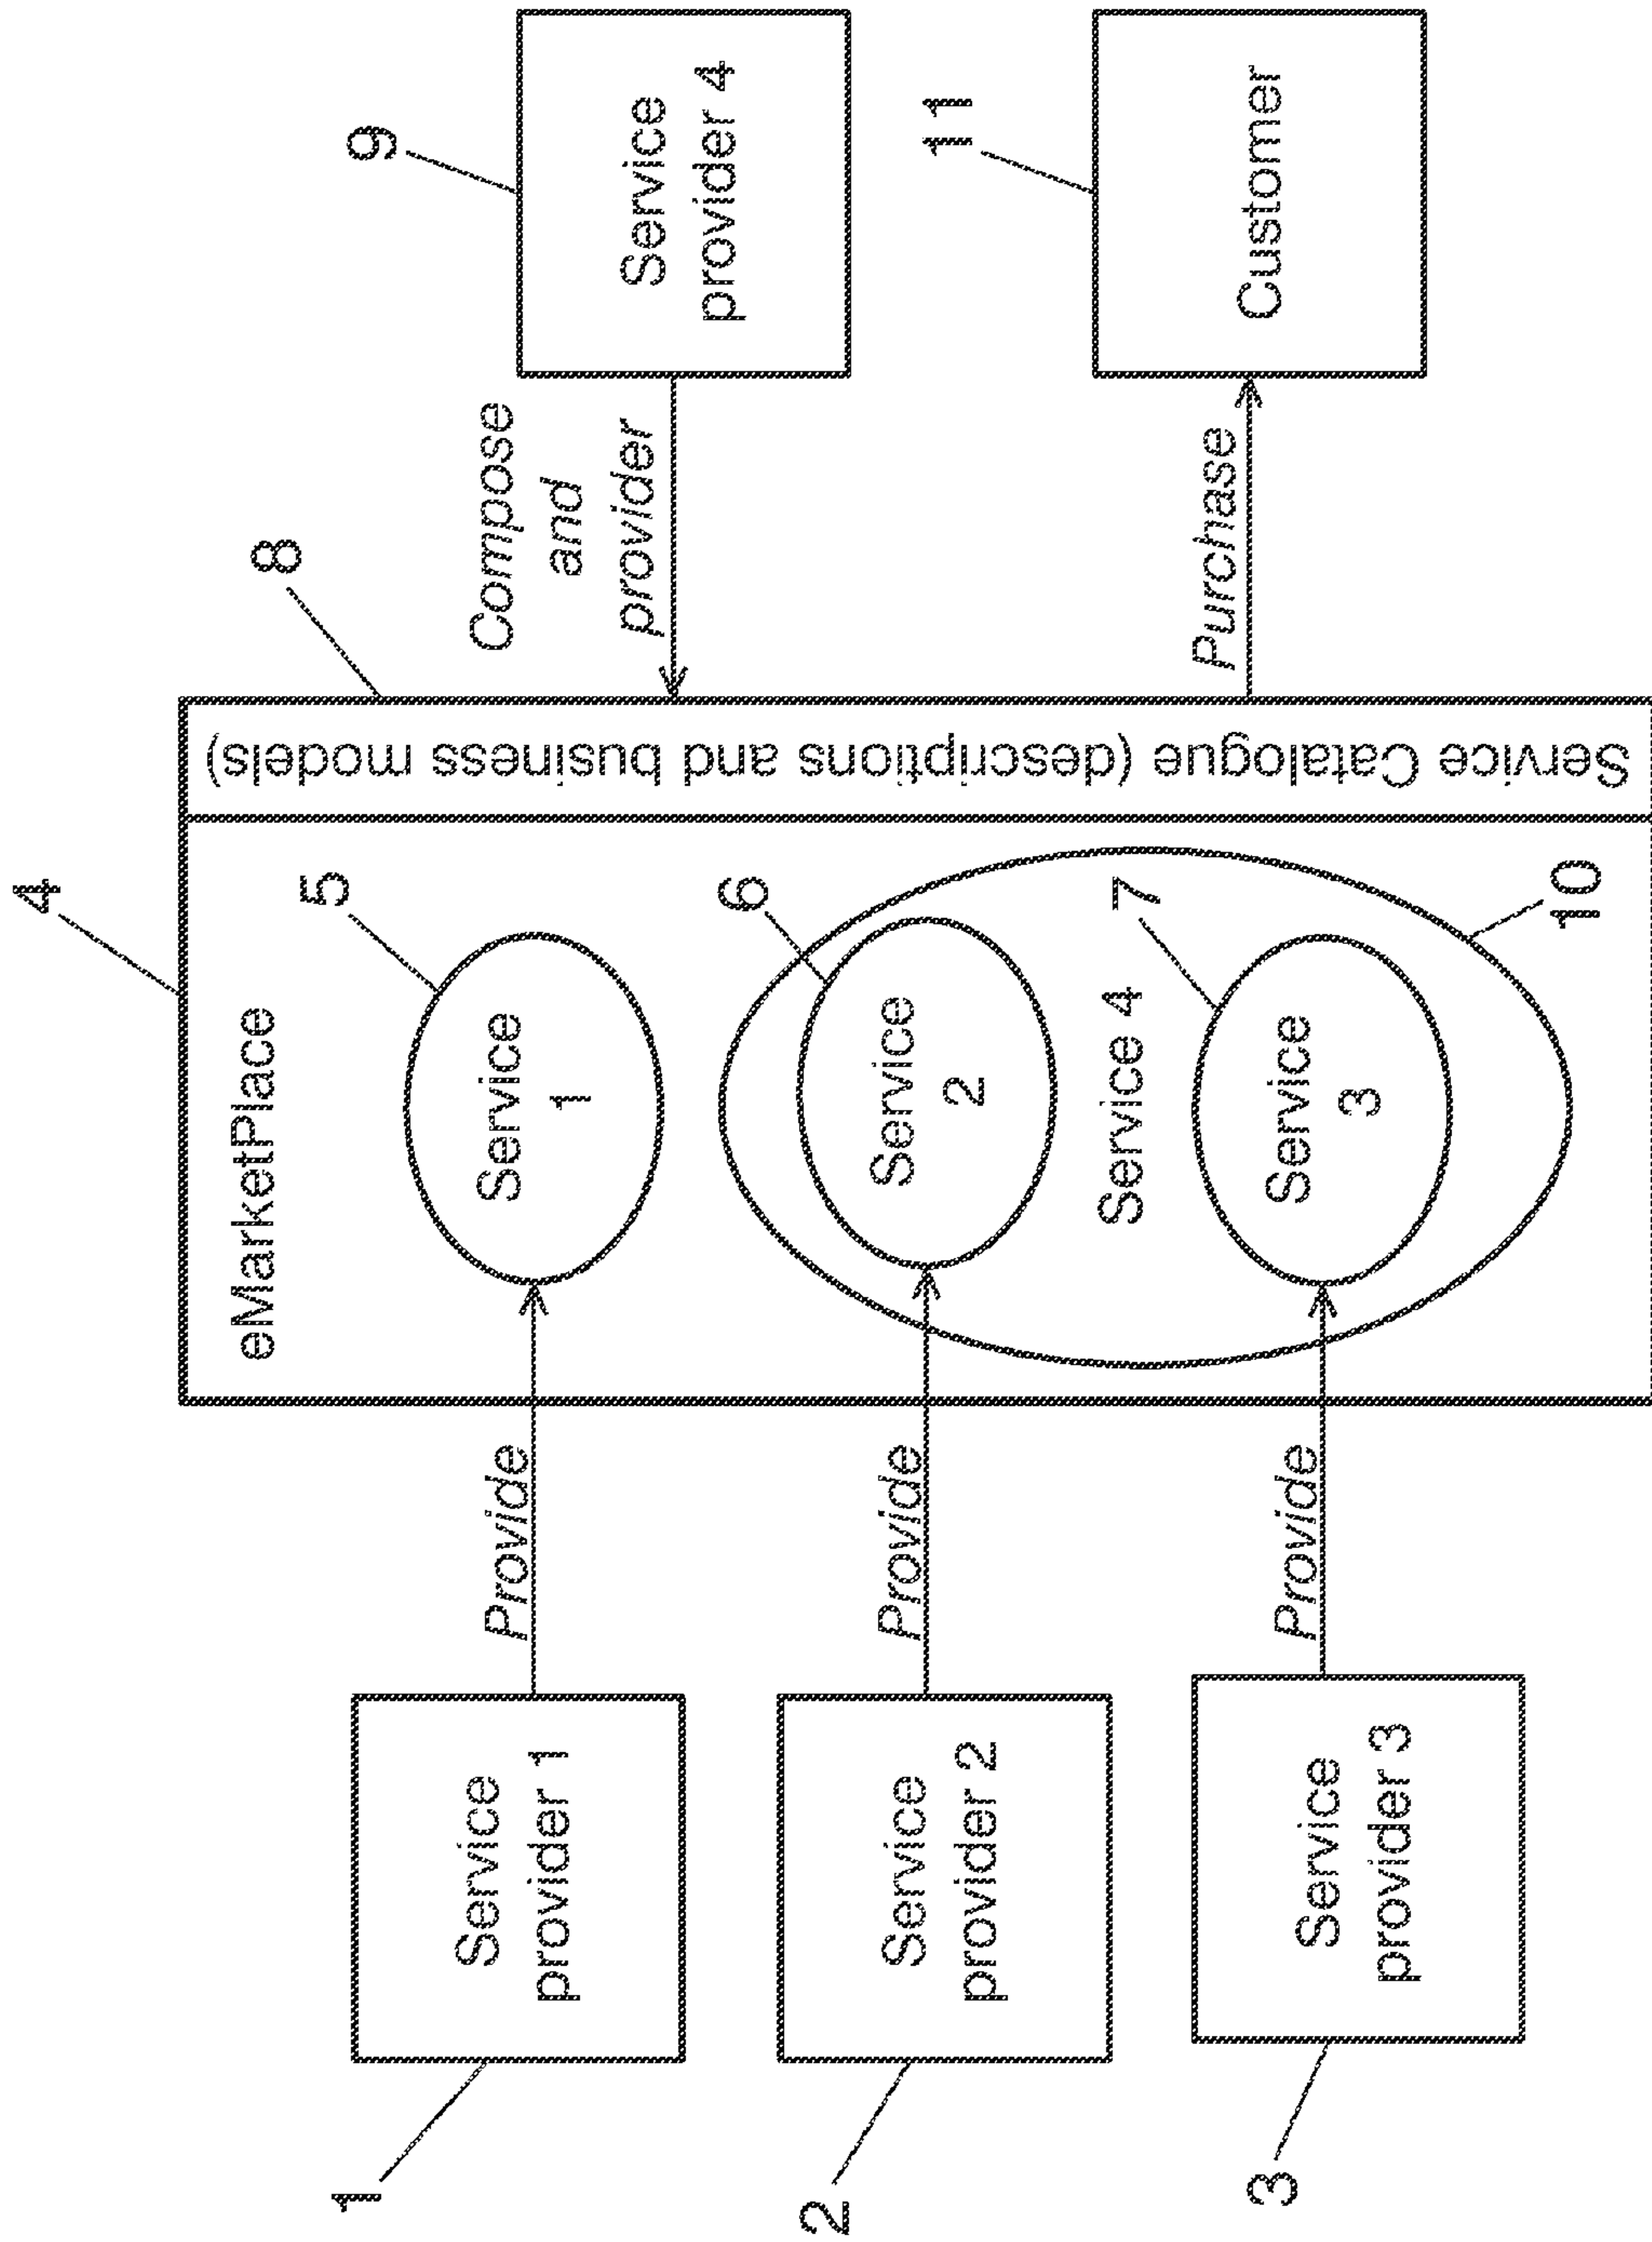 4
8
9
11
eMarketPlace
Service
provider 1
1
Provide
Service
1
5
Service
provider 2
2
Provide
Service
2
6
Service 4
Service
provider 3
3
Provide
Service
3
7
10
Service Catalogue (descriptions and business models)
Compose
and
provider
Service
provider 4
Purchase
Customer